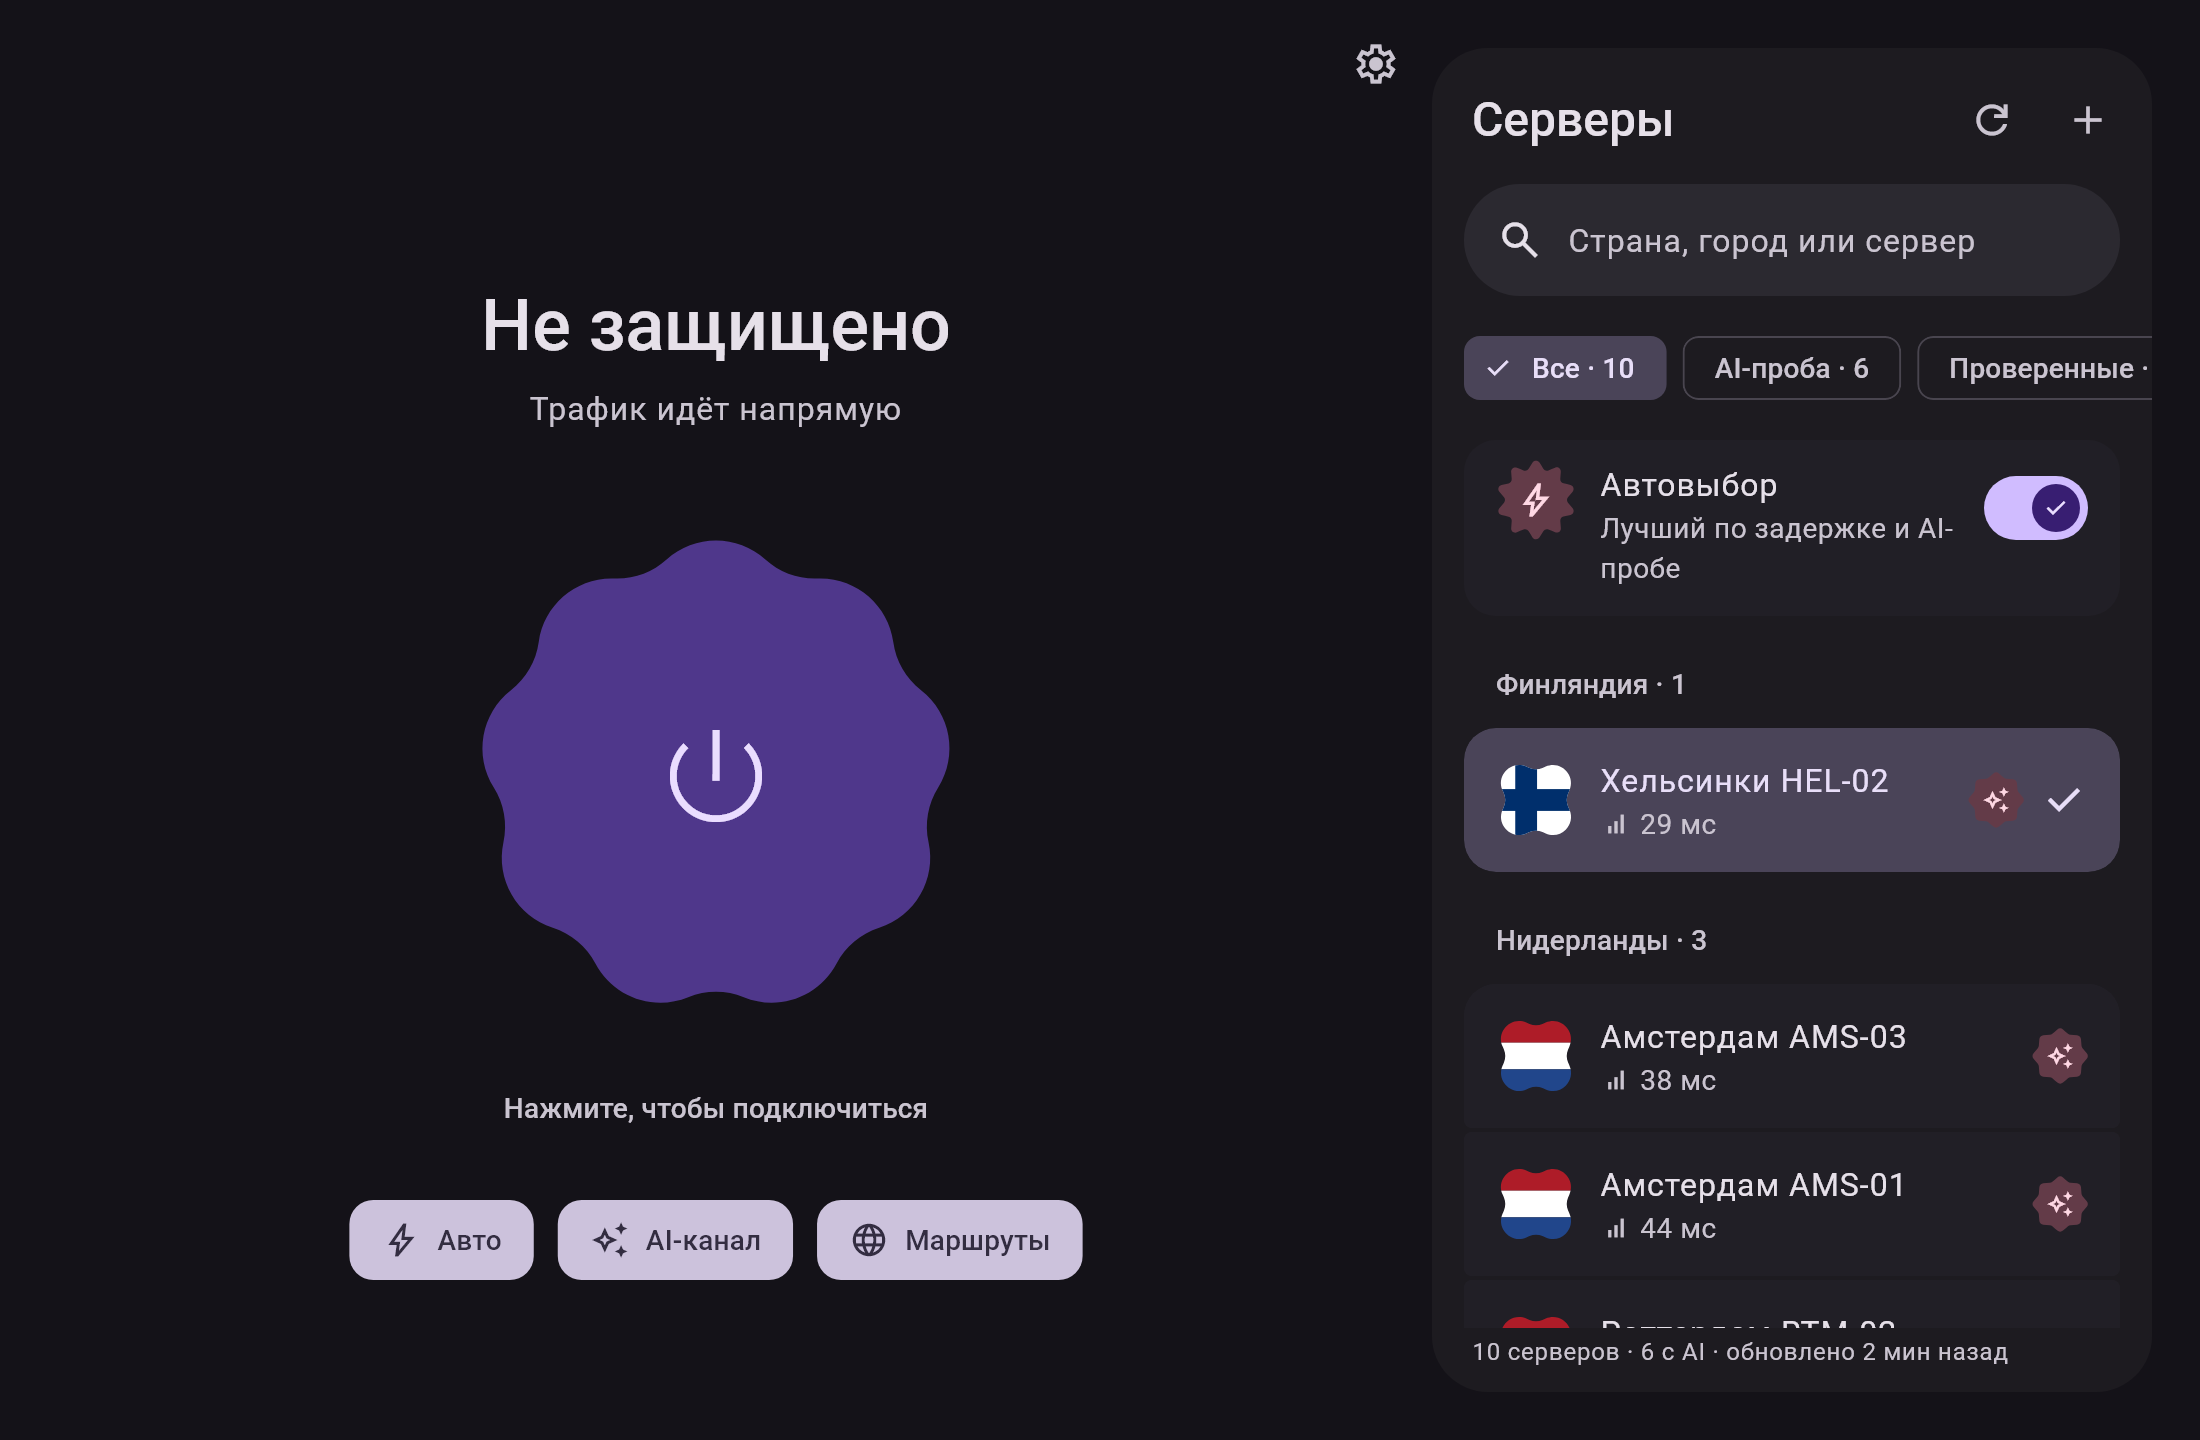 Не защищено
Трафик идёт напрямую
Нажмите, чтобы подключиться
Авто
AI-канал
Маршруты
Серверы
Страна, город или сервер
Все · 10
AI-проба · 6
Проверенные ·
Автовыбор
Лучший по задержке и AI-
пробе
Финляндия · 1
Хельсинки HEL-02
29 мс
Нидерланды · 3
Амстердам AMS-03
38 мс
Амстердам AMS-01
44 мс
10 серверов · 6 с AI · обновлено 2 мин назад